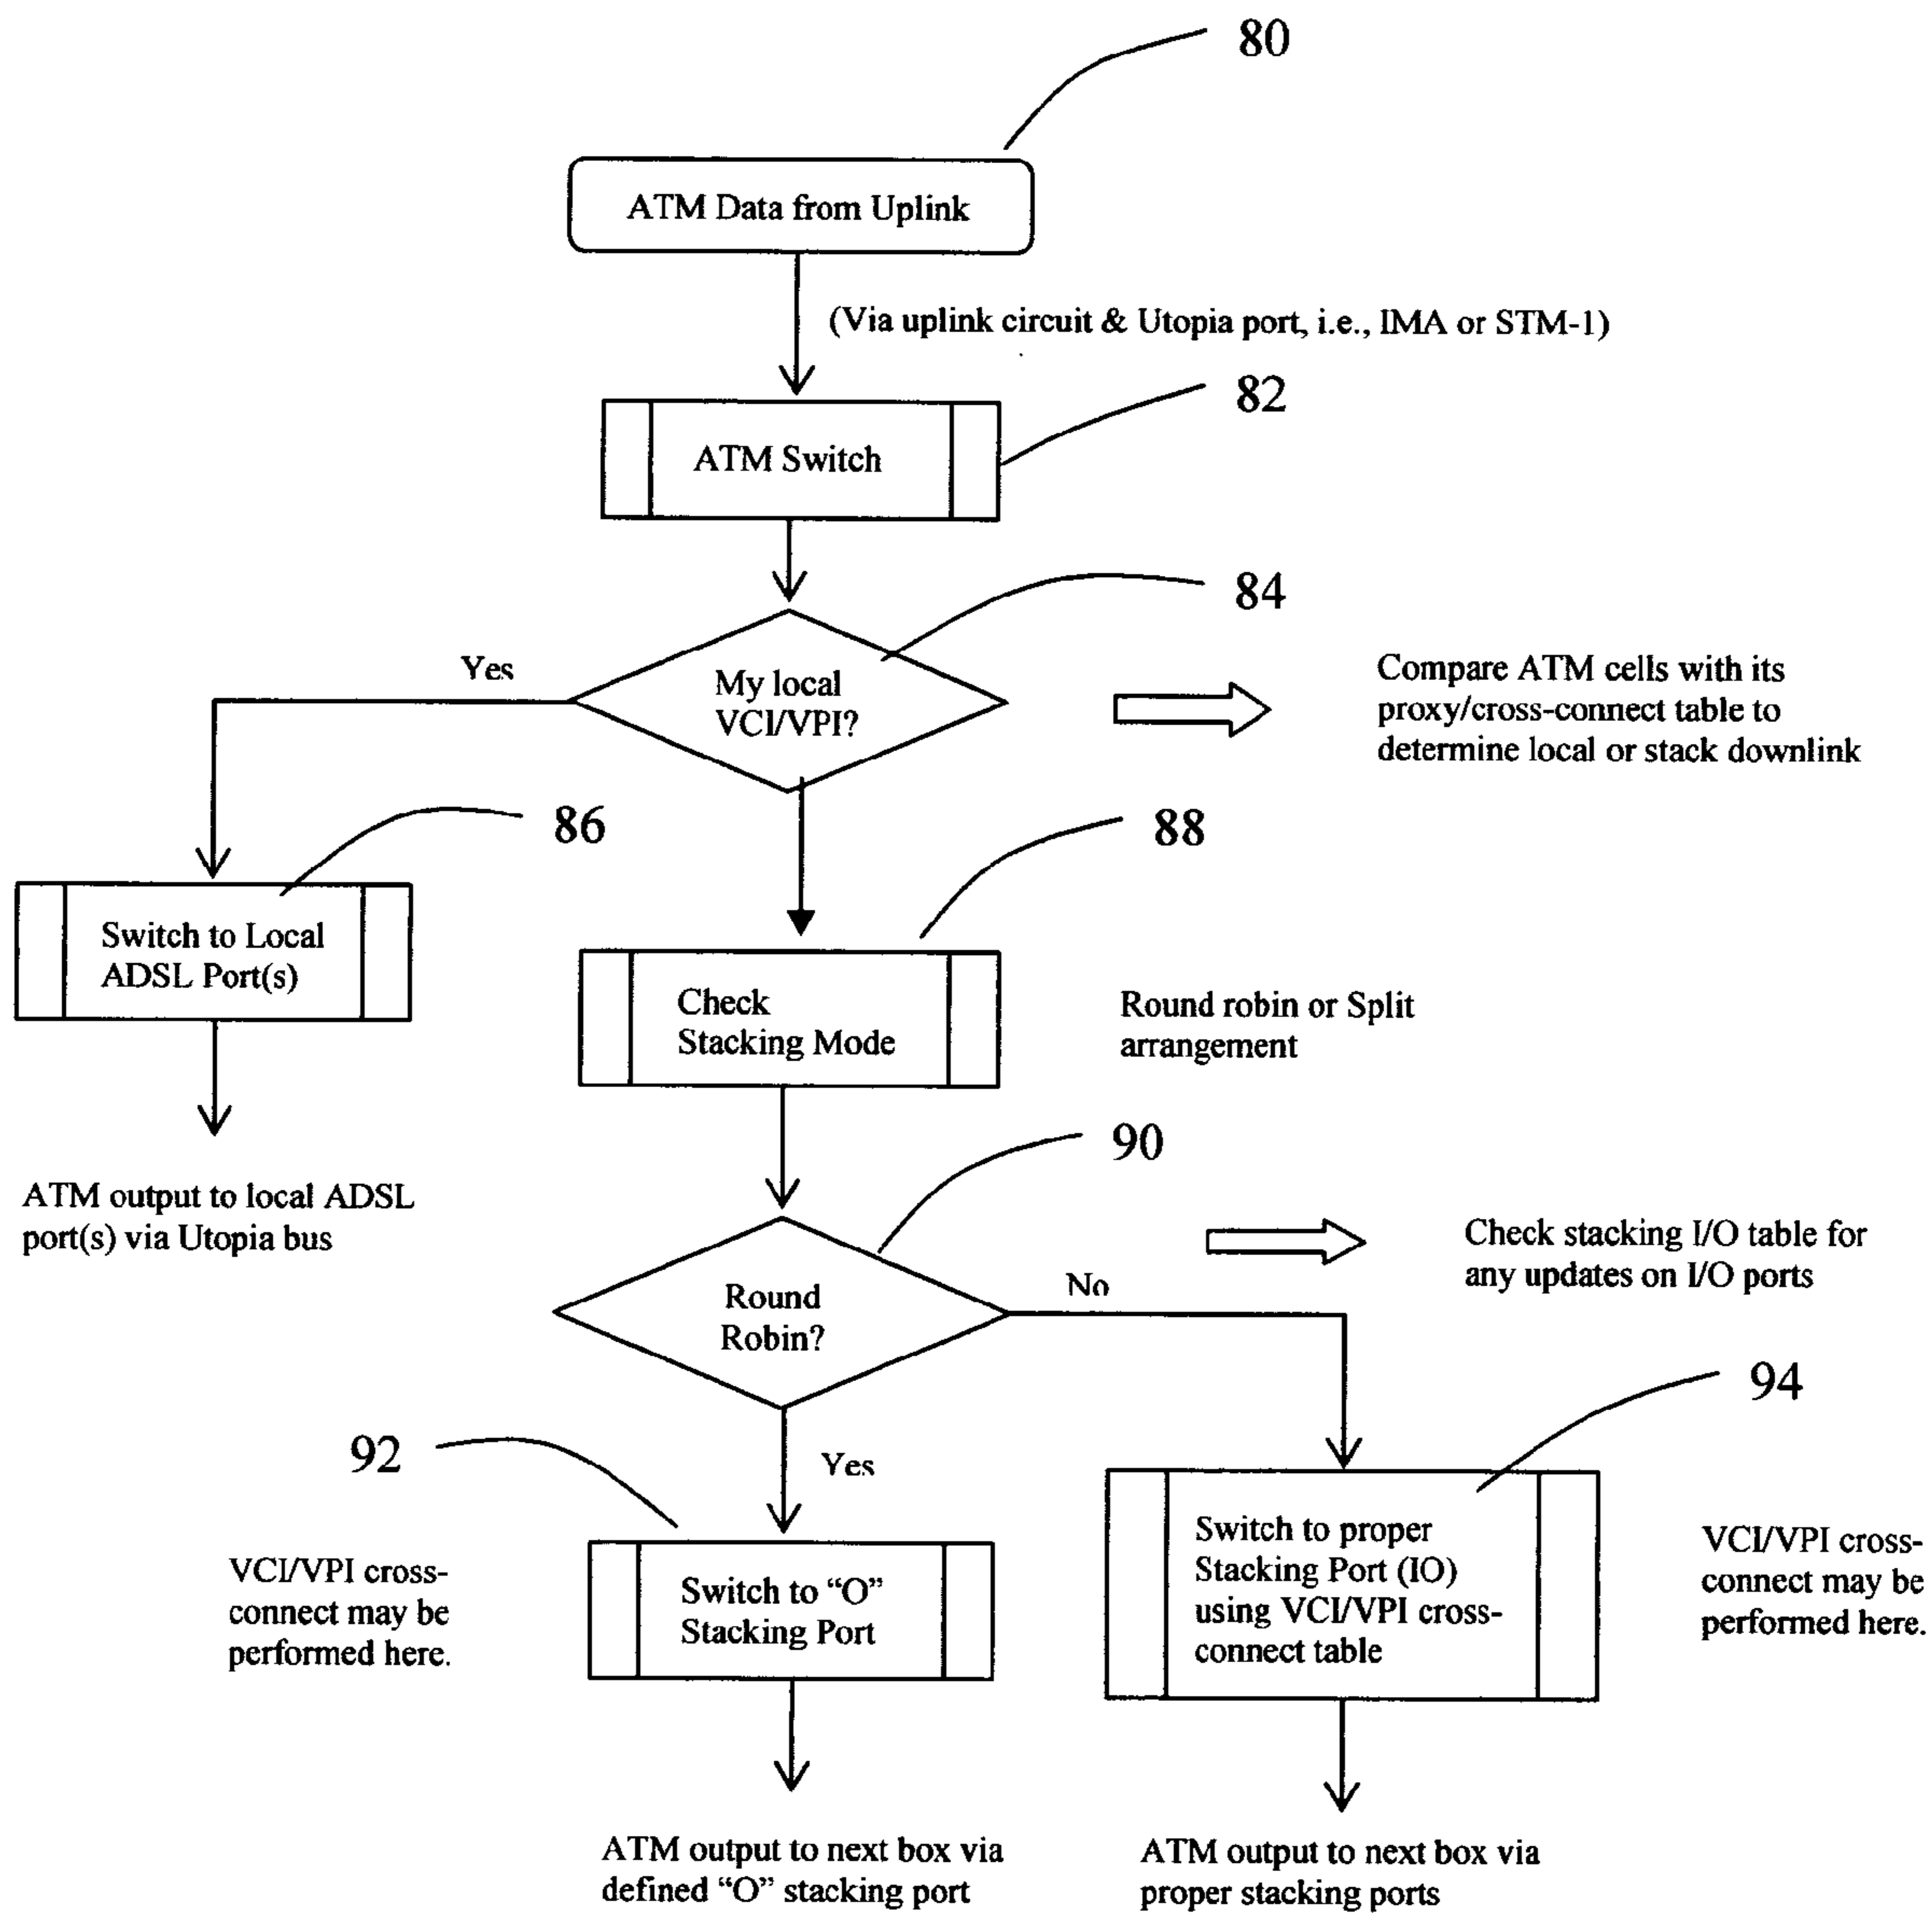 80
ATM Data from Uplink
(Via uplink circuit & Utopia port, i.e., IMA or STM-1)
82
ATM Switch
84
Yes
My local
VCI/VPI?
Compare ATM cells with its
proxy/cross-connect table to
determine local or stack downlink
86
88
Switch to Local
ADSL Port(s)
Check
Stacking Mode
Round robin or Split
arrangement
90
ATM output to local ADSL
port(s) via Utopia bus
Check stacking I/O table for
any updates on I/O ports
No
Round
Robin?
94
92
Yes
VCI/VPI cross-
connect may be
performed here.
Switch to “O”
Stacking Port
Switch to proper
Stacking Port (IO)
using VCI/VPI cross-
connect table
VCI/VPI cross-
connect may be
performed here.
ATM output to next box via
defined “O” stacking port
ATM output to next box via
proper stacking ports